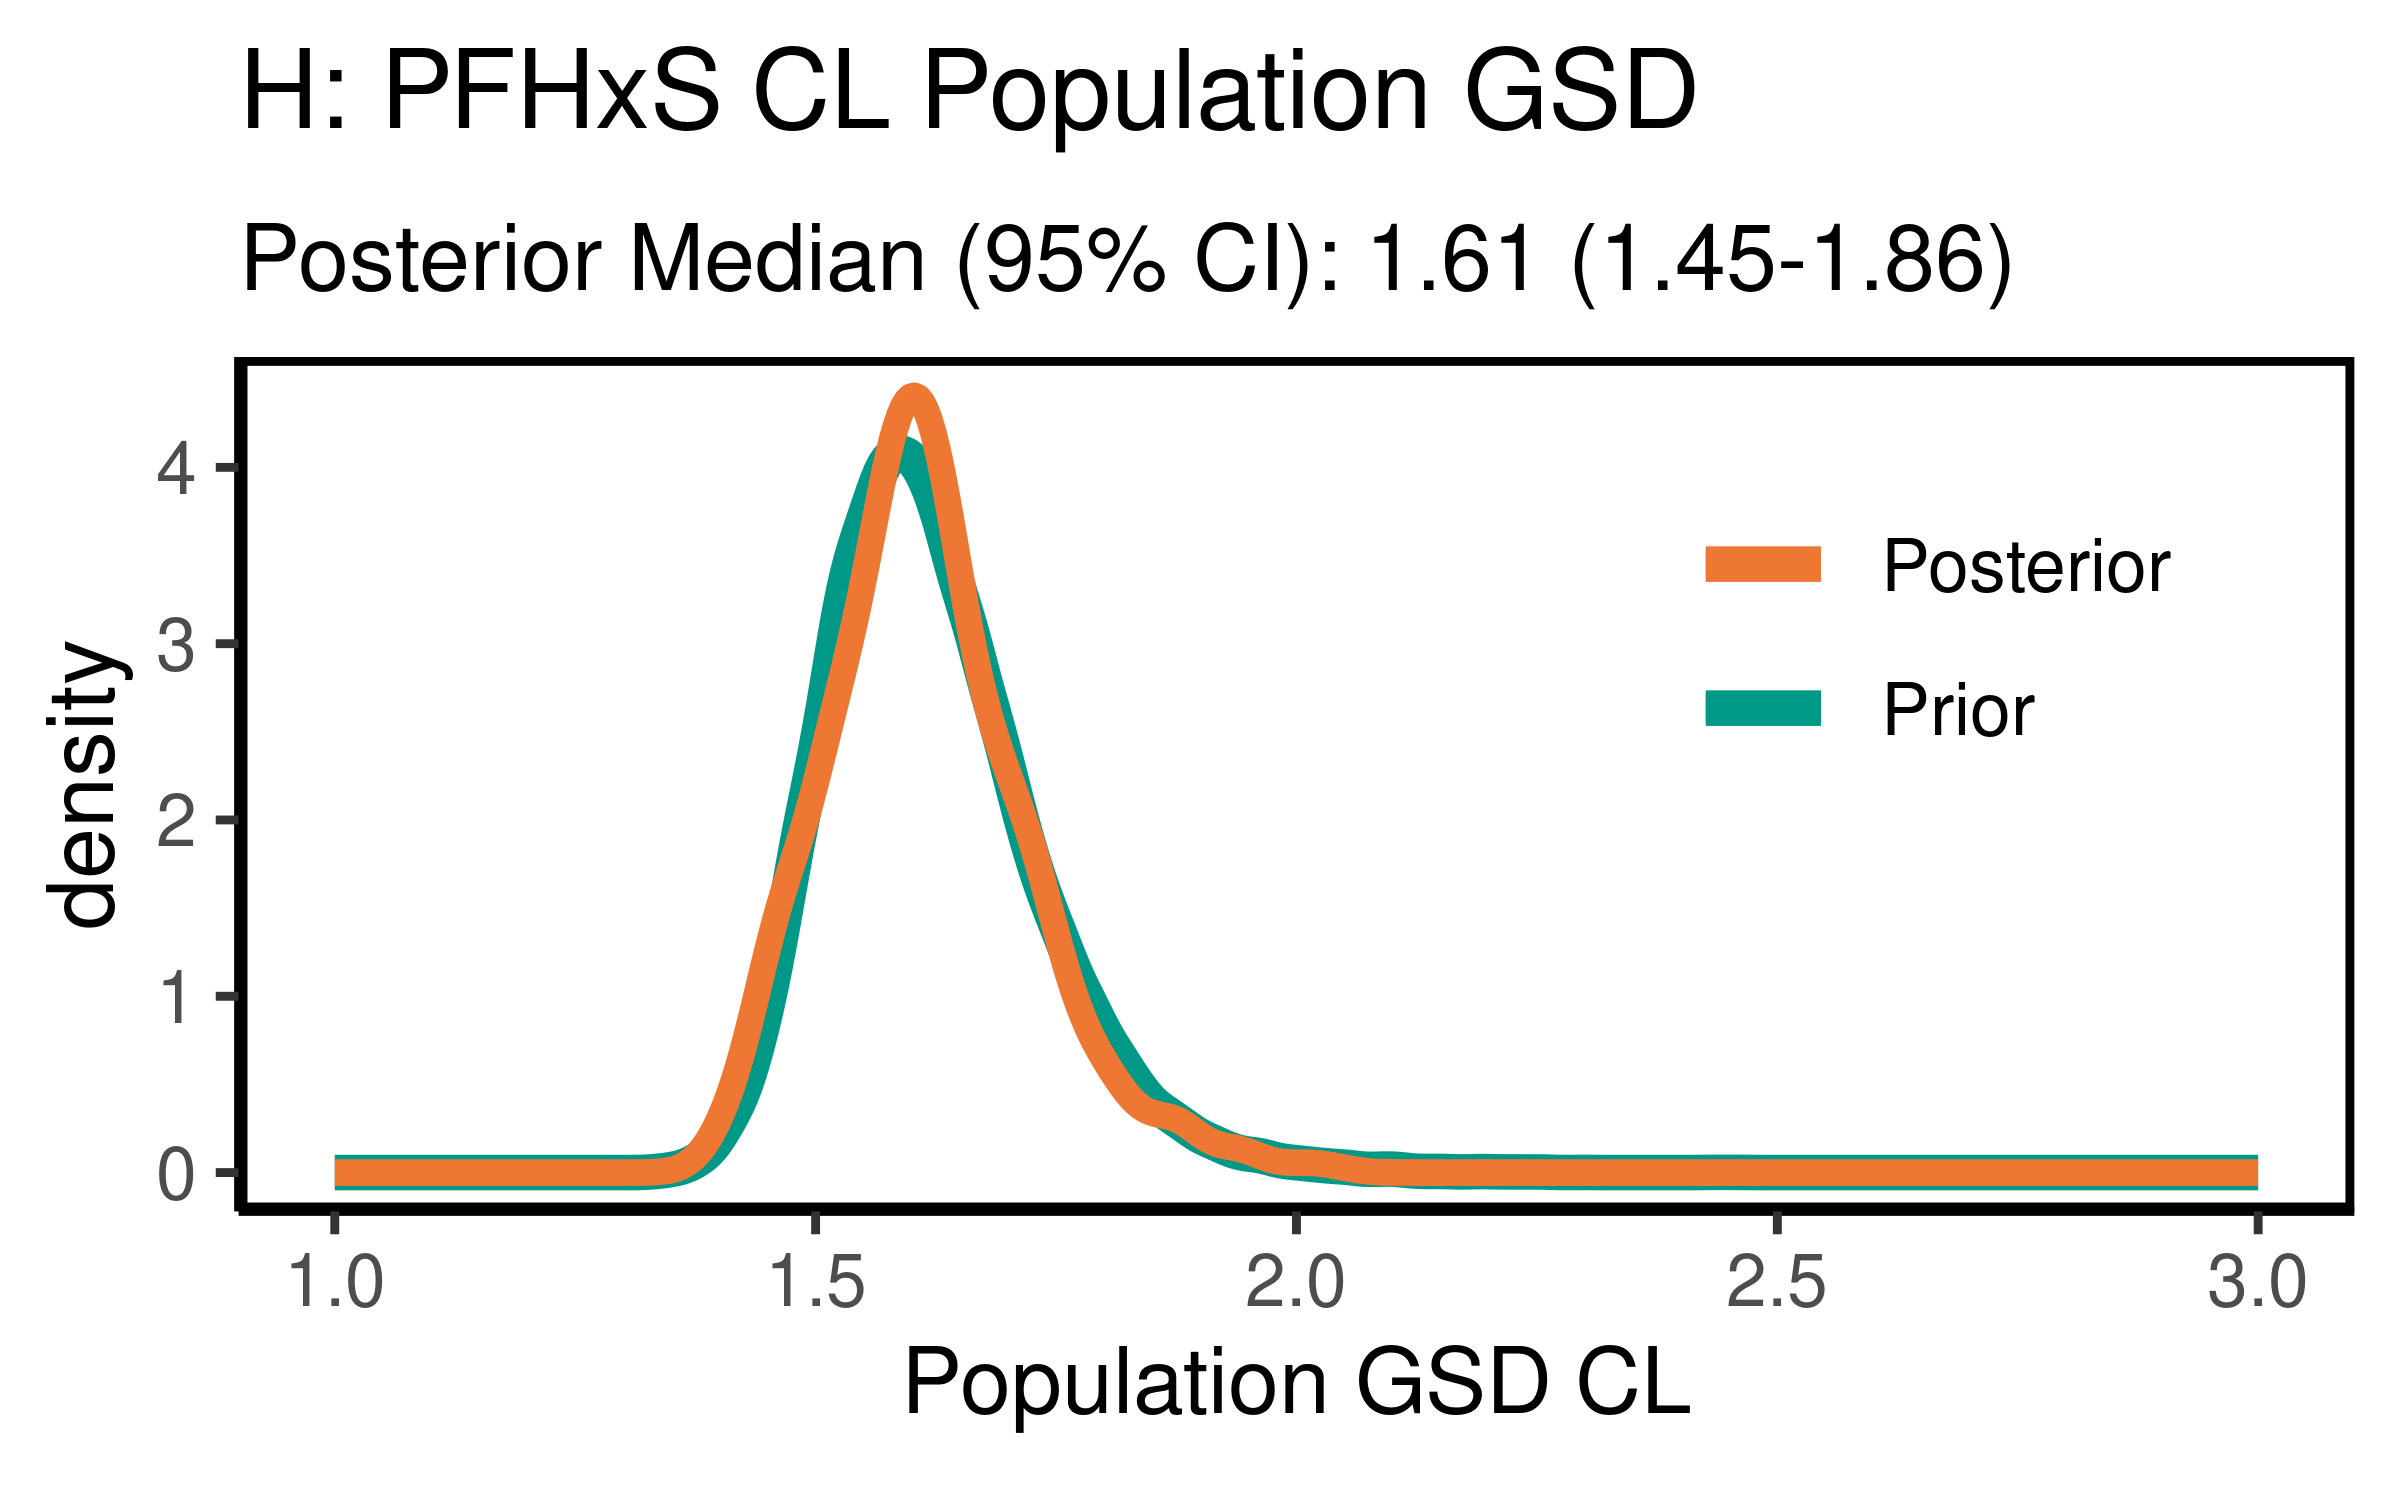 H: PFHxS CL Population GSD
Posterior Median (95% CI): 1.61 (1.45-1.86)
density
4
3
2
1
0
Posterior
Prior
1.0 1.5 2.0 2.5 3.0
Population GSD CL